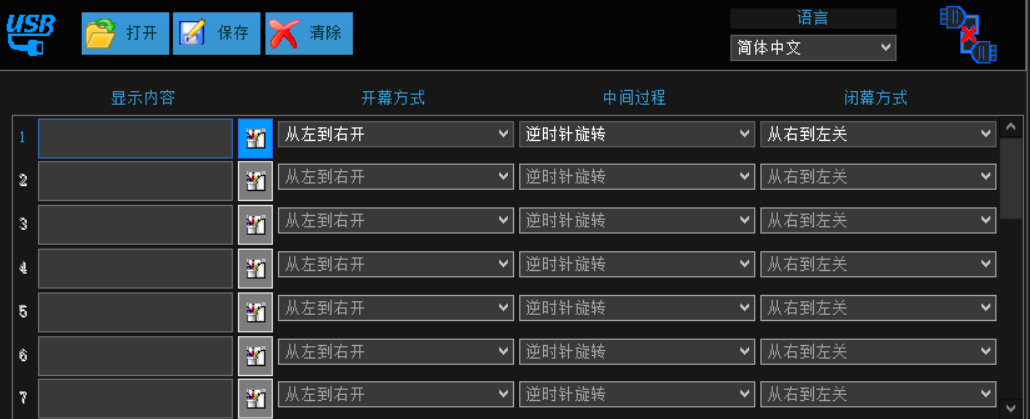 USB 打开 保存 清除 语言
简体中文
显示内容 开幕方式 中间过程 闭幕方式
1 从左到右开 逆时针旋转 从右到左关
2 从左到右开 逆时针旋转 从右到左关
3 从左到右开 逆时针旋转 从右到左关
4 从左到右开 逆时针旋转 从右到左关
5 从左到右开 逆时针旋转 从右到左关
6 从左到右开 逆时针旋转 从右到左关
7 从左到右开 逆时针旋转 从右到左关